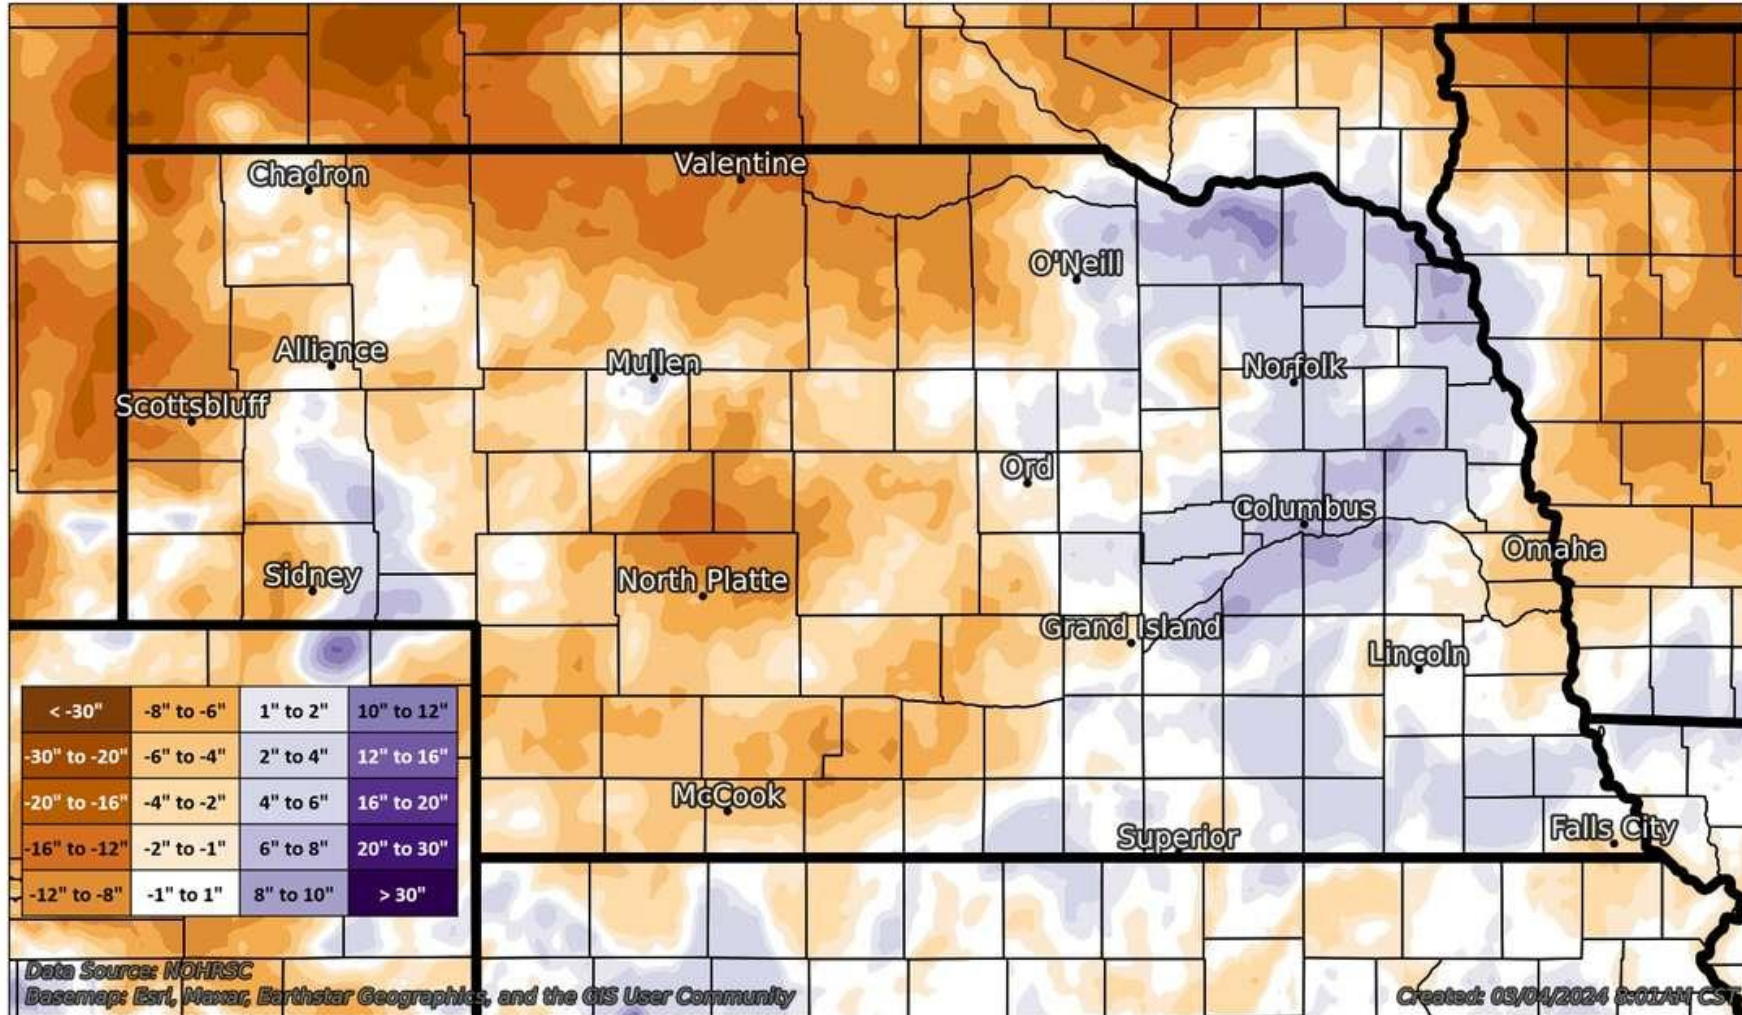 Chadron
Valentine
O'Neill
Alliance
Mullen
Norfolk
Scottsbluff
Ord
Columbus
Omaha
Sidney
North Platte
Grand Island
Lincoln
McCook
Superior
Falls City
< -30" -8" to -6" 1" to 2" 10" to 12"
-30" to -20" -6" to -4" 2" to 4" 12" to 16"
-20" to -16" -4" to -2" 4" to 6" 16" to 20"
-16" to -12" -2" to -1" 6" to 8" 20" to 30"
-12" to -8" -1" to 1" 8" to 10" > 30"
Data Source: NOHRSC
Basemap: Esri, Maxar, Earthstar Geographics, and the GIS User Community
Created: 03/04/2024 8:01AM CST